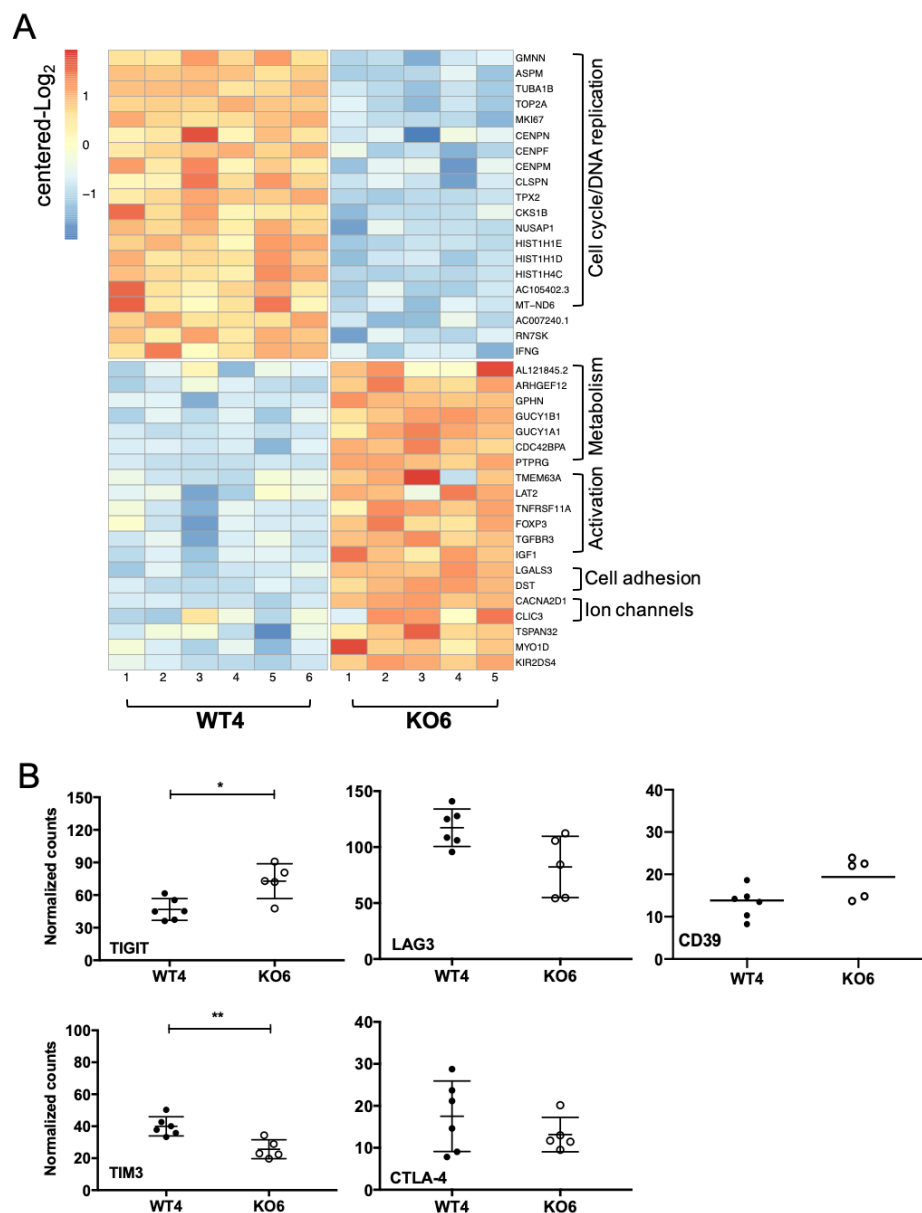 A
centered-Log2
1
0
−1
GMNN
ASPM
TUBA1B
TOP2A
MKI67
CENPN
CENPF
CENPM
CLSPN
TPX2
CKS1B
NUSAP1
HIST1H1E
HIST1H1D
HIST1H4C
AC105402.3
MT−ND6
AC007240.1
RN7SK
IFNG
Cell cycle/DNA replication
AL121845.2
ARHGEF12
GPHN
GUCY1B1
GUCY1A1
CDC42BPA
PTPRG
Metabolism
TMEM63A
LAT2
TNFRSF11A
FOXP3
TGFBR3
IGF1
Activation
LGALS3
DST
Cell adhesion
CACNA2D1
CLIC3
Ion channels
TSPAN32
MYO1D
KIR2DS4
1 2 3 4 5 6 1 2 3 4 5
WT4 KO6
B
Normalized counts
150
120
90
60
30
0
*
TIGIT
WT4 KO6
150
100
50
0
LAG3
WT4 KO6
40
30
20
10
0
CD39
WT4 KO6
Normalized counts
100
80
60
40
20
0
**
TIM3
WT4 KO6
40
30
20
10
0
CTLA-4
WT4 KO6